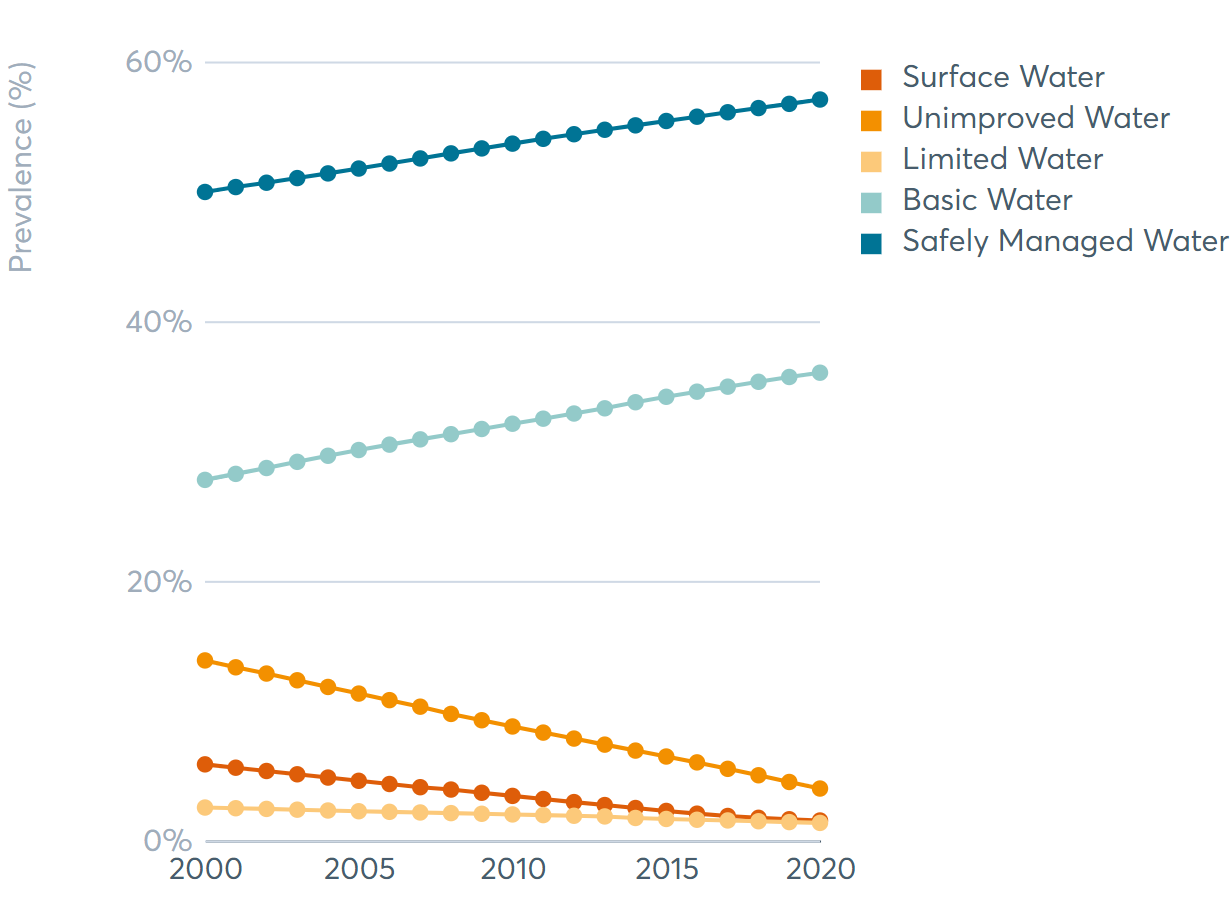 Prevalence (%)
60%
40%
20%
0%
2000 2005 2010 2015 2020
Surface Water
Unimproved Water
Limited Water
Basic Water
Safely Managed Water